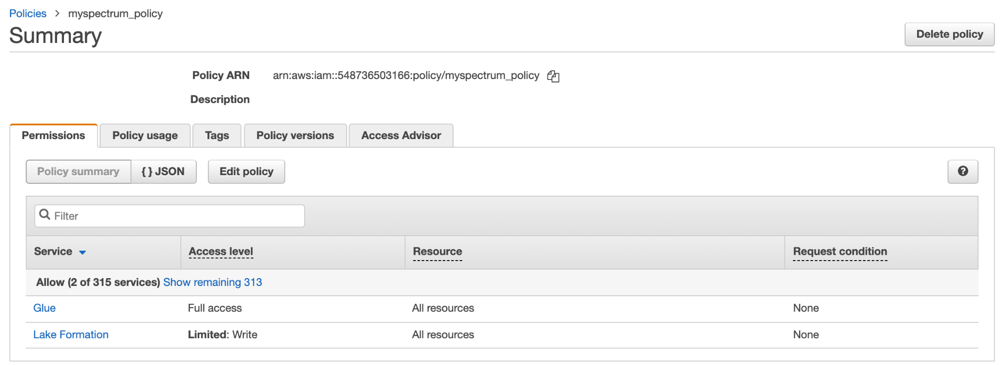 Policies > myspectrum_policy
Summary
Delete policy
Policy ARN arn:aws:iam::548736503166:policy/myspectrum_policy
Description
Permissions Policy usage Tags Policy versions Access Advisor
Policy summary { } JSON Edit policy ?
Filter
Service Access level Resource Request condition
Allow (2 of 315 services) Show remaining 313
Glue Full access All resources None
Lake Formation Limited: Write All resources None